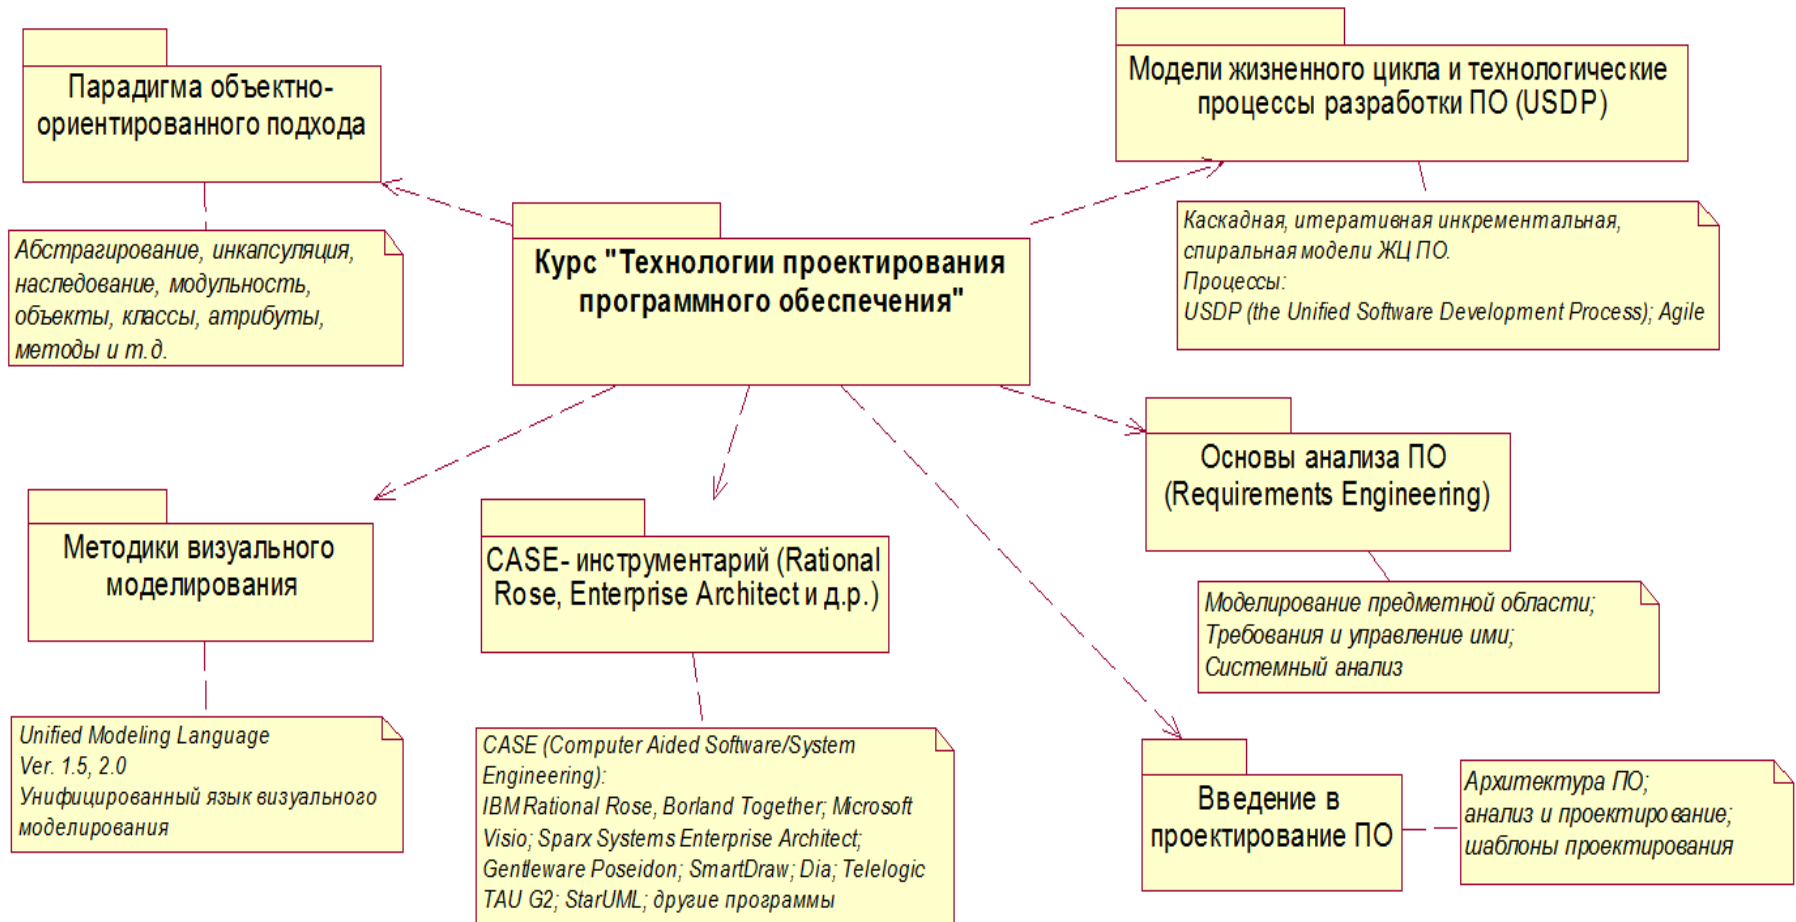 Парадигма объектно-
ориентированного подхода
Абстрагирование, инкапсуляция,
наследование, модульность,
объекты, классы, атрибуты,
методы и т.д.
Модели жизненного цикла и технологические
процессы разработки ПО (USDP)
Каскадная, итеративная инкрементальная,
спиральная модели ЖЦ ПО.
Процессы:
USDP (the Unified Software Development Process); Agile
Курс "Технологии проектирования
программного обеспечения"
Основы анализа ПО
(Requirements Engineering)
Моделирование предметной области;
Требования и управление ими;
Системный анализ
Методики визуального
моделирования
Unified Modeling Language
Ver. 1.5, 2.0
Унифицированный язык визуального
моделирования
CASE- инструментарий (Rational
Rose, Enterprise Architect и д.р.)
CASE (Computer Aided Software/System
Engineering):
IBM Rational Rose, Borland Together; Microsoft
Visio; Sparx Systems Enterprise Architect;
Gentleware Poseidon; SmartDraw; Dia; Telelogic
TAU G2; StarUML; другие программы
Введение в
проектирование ПО
Архитектура ПО;
анализ и проектирование;
шаблоны проектирования